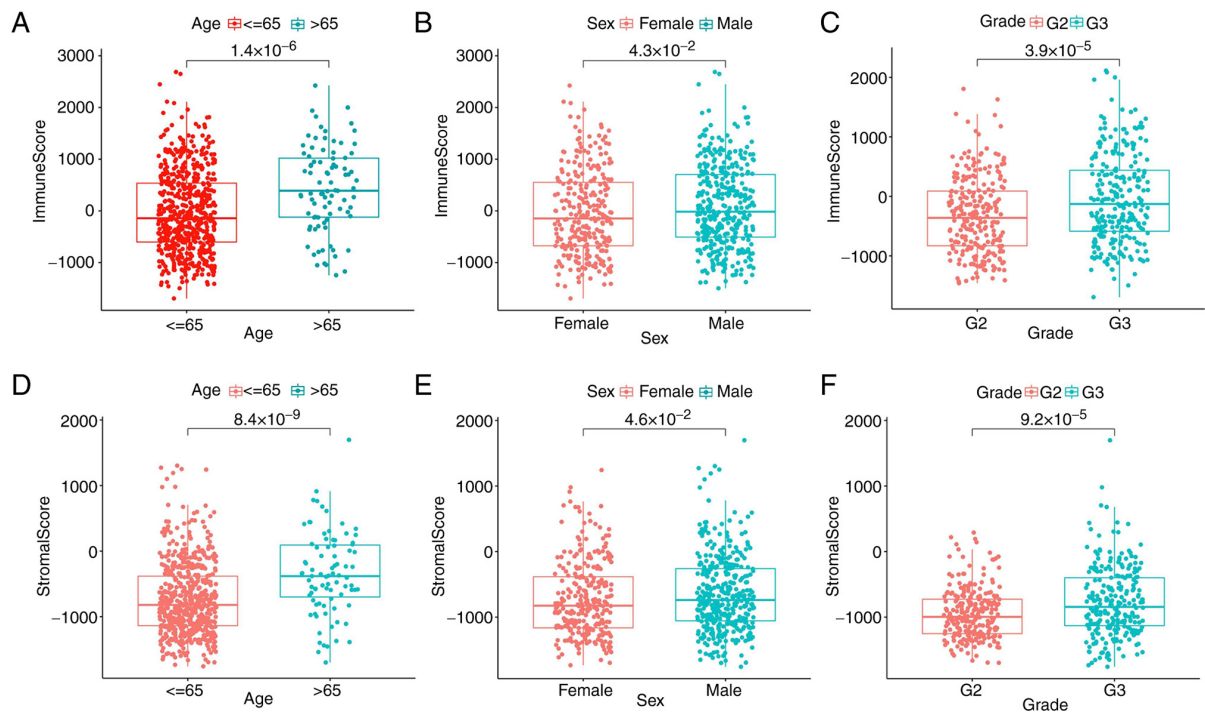 A
Age <=65 >65
1.4×10⁻⁶
3000
2000
1000
0
−1000
ImmuneScore
<=65 >65
Age
B
Sex Female Male
4.3×10⁻²
3000
2000
1000
0
−1000
ImmuneScore
Female Male
Sex
C
Grade G2 G3
3.9×10⁻⁵
2000
1000
0
−1000
ImmuneScore
G2 G3
Grade
D
Age <=65 >65
8.4×10⁻⁹
2000
1000
0
−1000
StromalScore
<=65 >65
Age
E
Sex Female Male
4.6×10⁻²
2000
1000
0
−1000
StromalScore
Female Male
Sex
F
Grade G2 G3
9.2×10⁻⁵
2000
1000
0
−1000
StromalScore
G2 G3
Grade